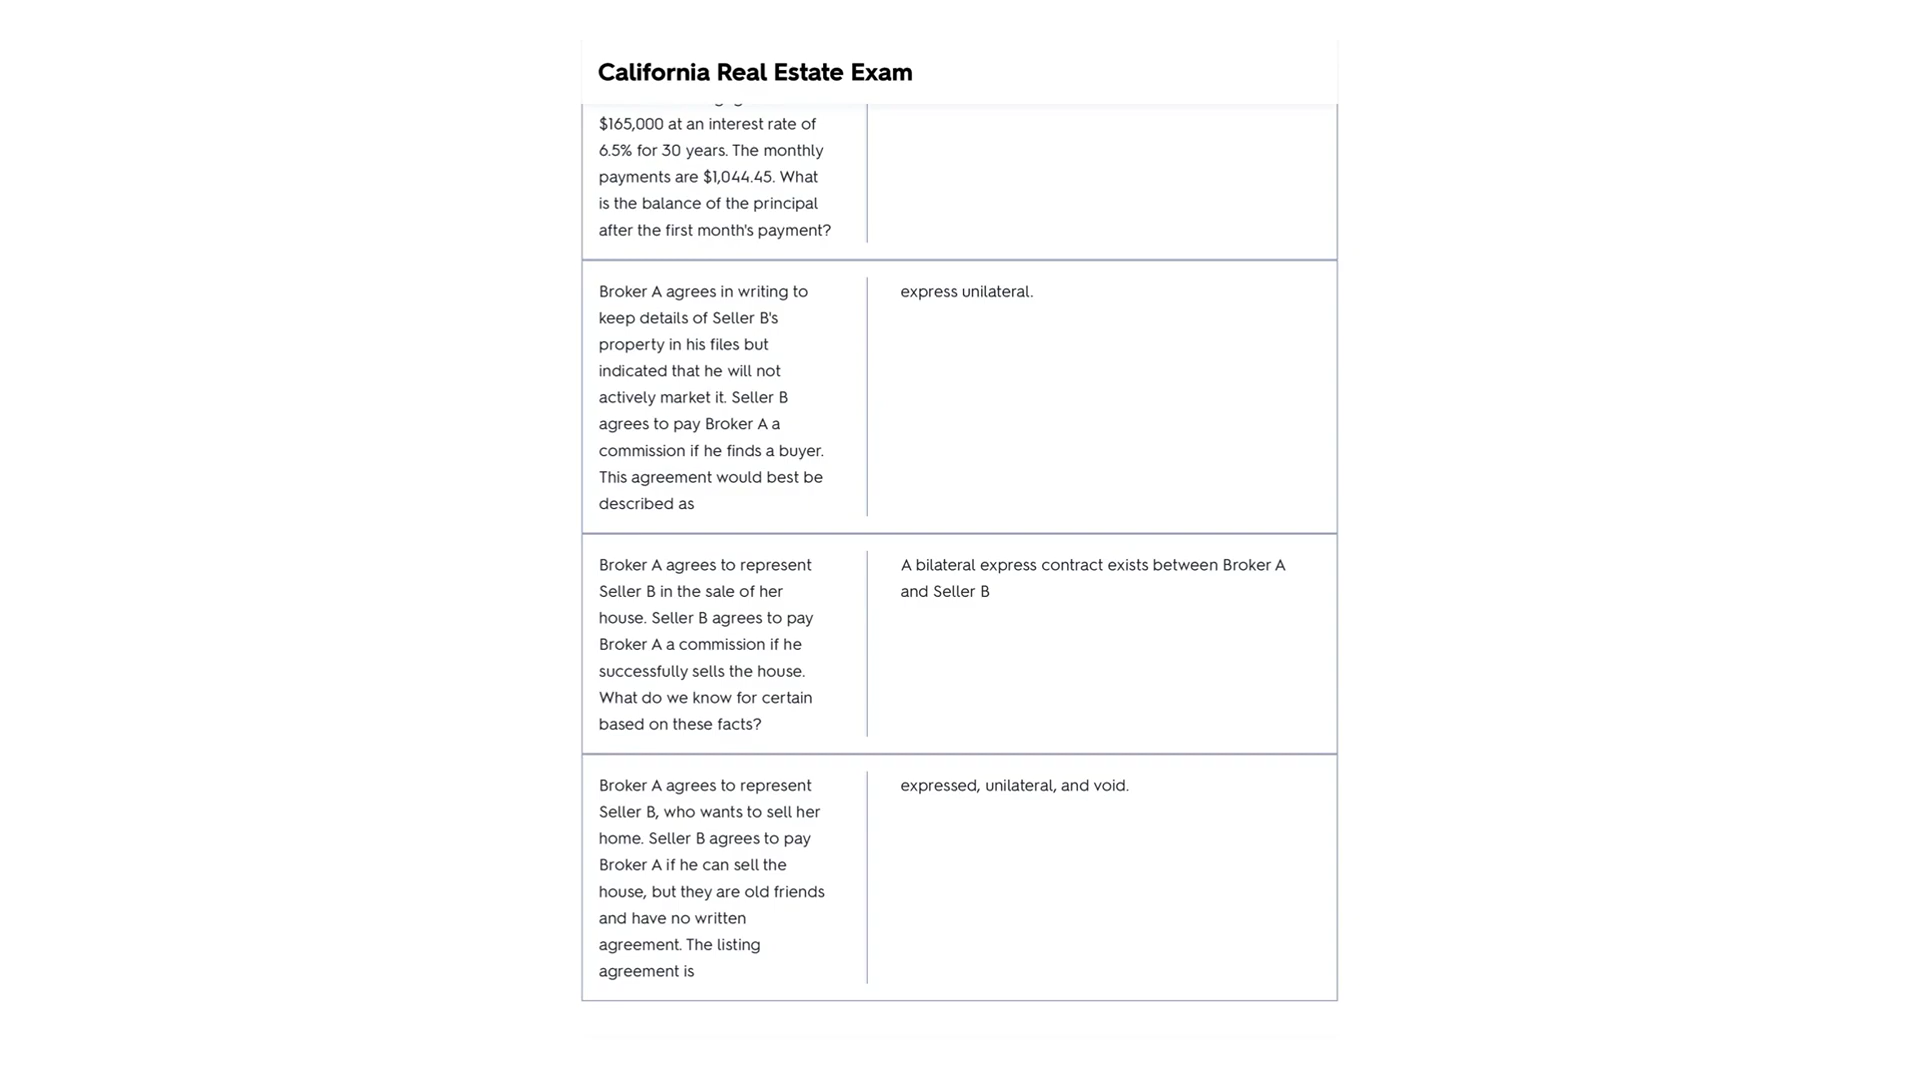 California Real Estate Exam
$165,000 at an interest rate of
6.5% for 30 years. The monthly
payments are $1,044.45. What
is the balance of the principal
after the first month's payment?
Broker A agrees in writing to
keep details of Seller B's
property in his files but
indicated that he will not
actively market it. Seller B
agrees to pay Broker A a
commission if he finds a buyer.
This agreement would best be
described as
express unilateral.
Broker A agrees to represent
Seller B in the sale of her
house. Seller B agrees to pay
Broker A a commission if he
successfully sells the house.
What do we know for certain
based on these facts?
A bilateral express contract exists between Broker A
and Seller B
Broker A agrees to represent
Seller B, who wants to sell her
home. Seller B agrees to pay
Broker A if he can sell the
house, but they are old friends
and have no written
agreement. The listing
agreement is
expressed, unilateral, and void.